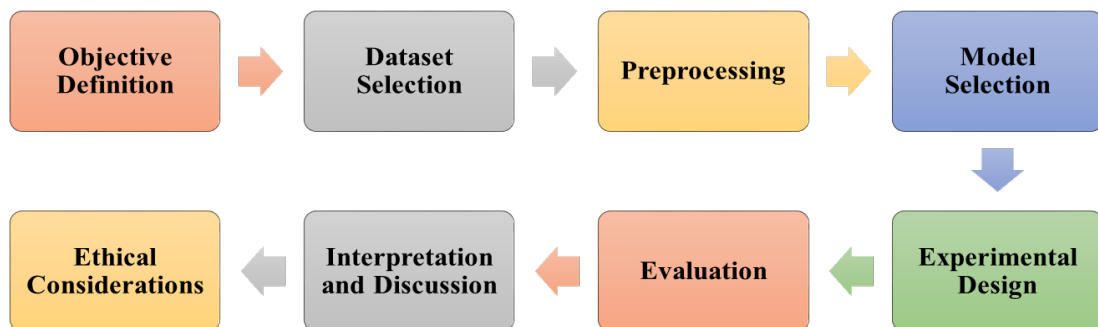 Objective
Definition
Dataset
Selection
Preprocessing
Model
Selection
Experimental
Design
Evaluation
Interpretation
and Discussion
Ethical
Considerations